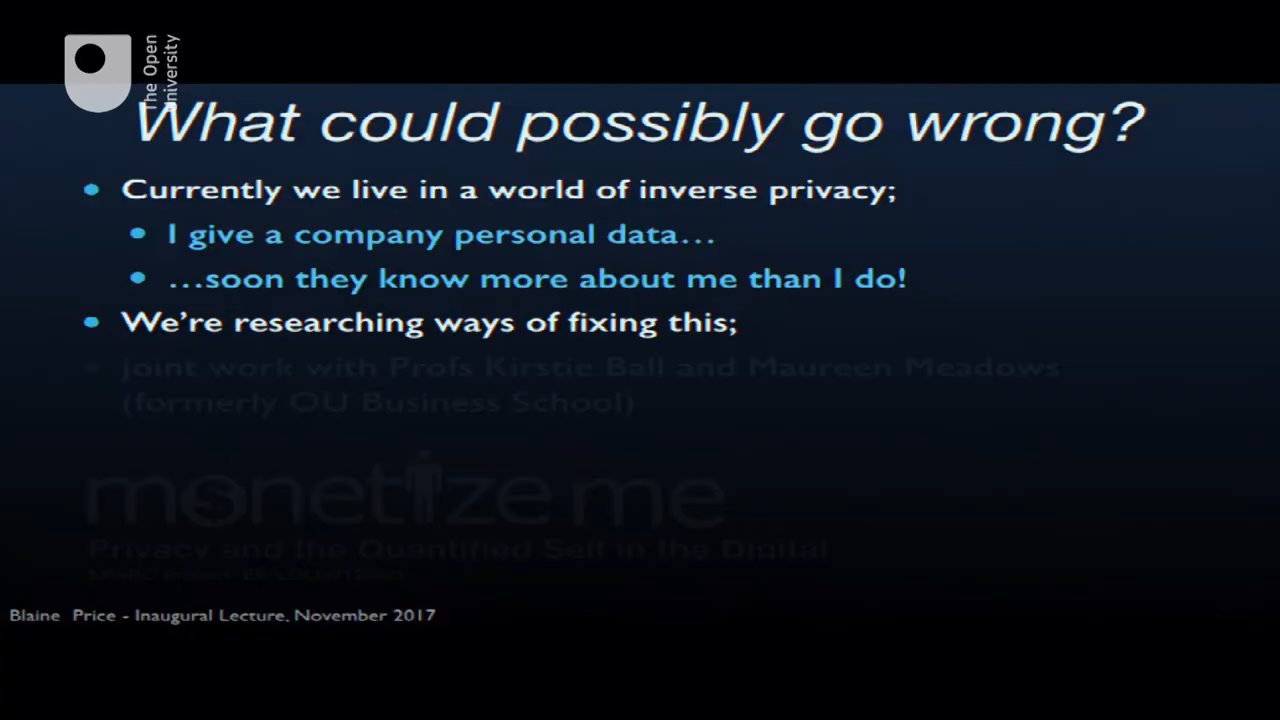 The Open
University
What could possibly go wrong?
Currently we live in a world of inverse privacy;
I give a company personal data...
...soon they know more about me than I do!
We're researching ways of fixing this;
Joint work with Profs Kirstie Ball and Maureen Meadows
(formerly OU Business School)
monetize me
Privacy and the Quantified Self in the Digital
Blaine Price - Inaugural Lecture, November 2017